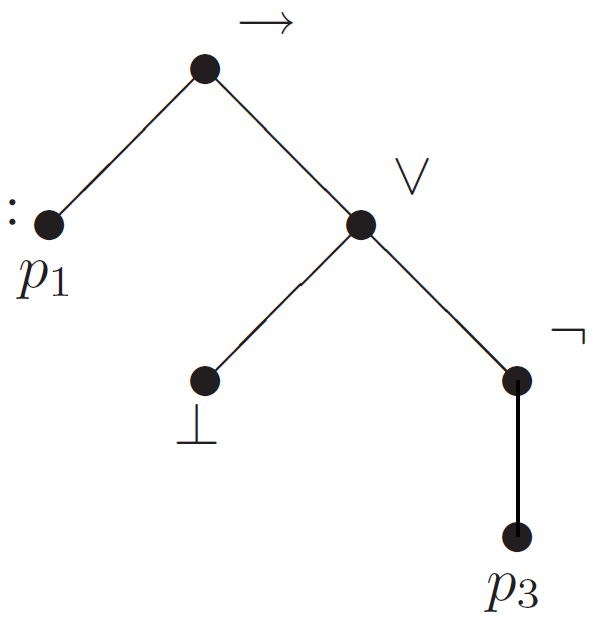 →
∨
:
p₁
¬
⊥
p₃